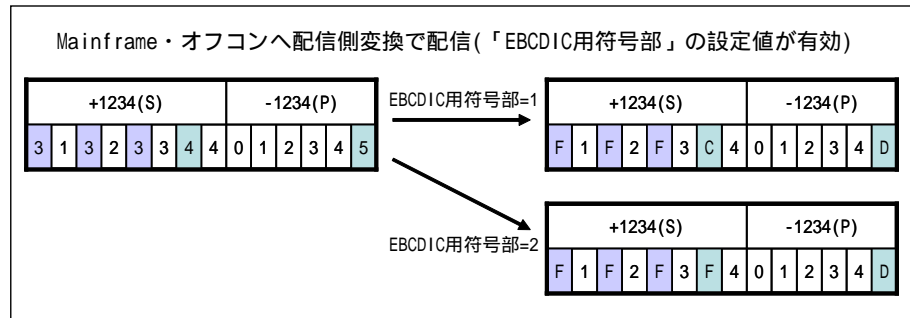 Mainframe・オフコンへ配信側変換で配信(「EBCDIC用符号部」の設定値が有効)
+1234(S) -1234(P)
3 1 3 2 3 3 4 4 0 1 2 3 4 5
EBCDIC用符号部=1
+1234(S) -1234(P)
F 1 F 2 F 3 C 4 0 1 2 3 4 D
EBCDIC用符号部=2
+1234(S) -1234(P)
F 1 F 2 F 3 F 4 0 1 2 3 4 D